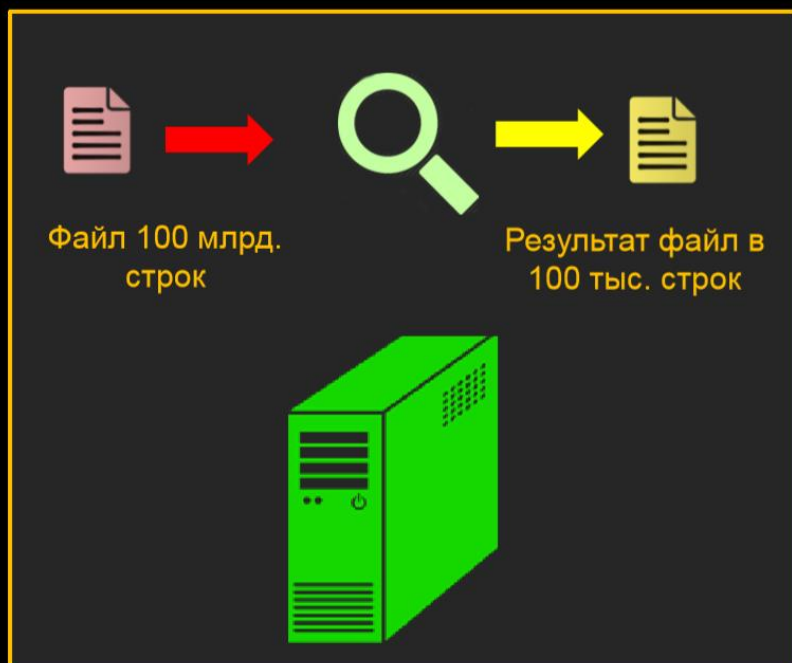 Файл 100 млрд.
строк
Результат файл в
100 тыс. строк